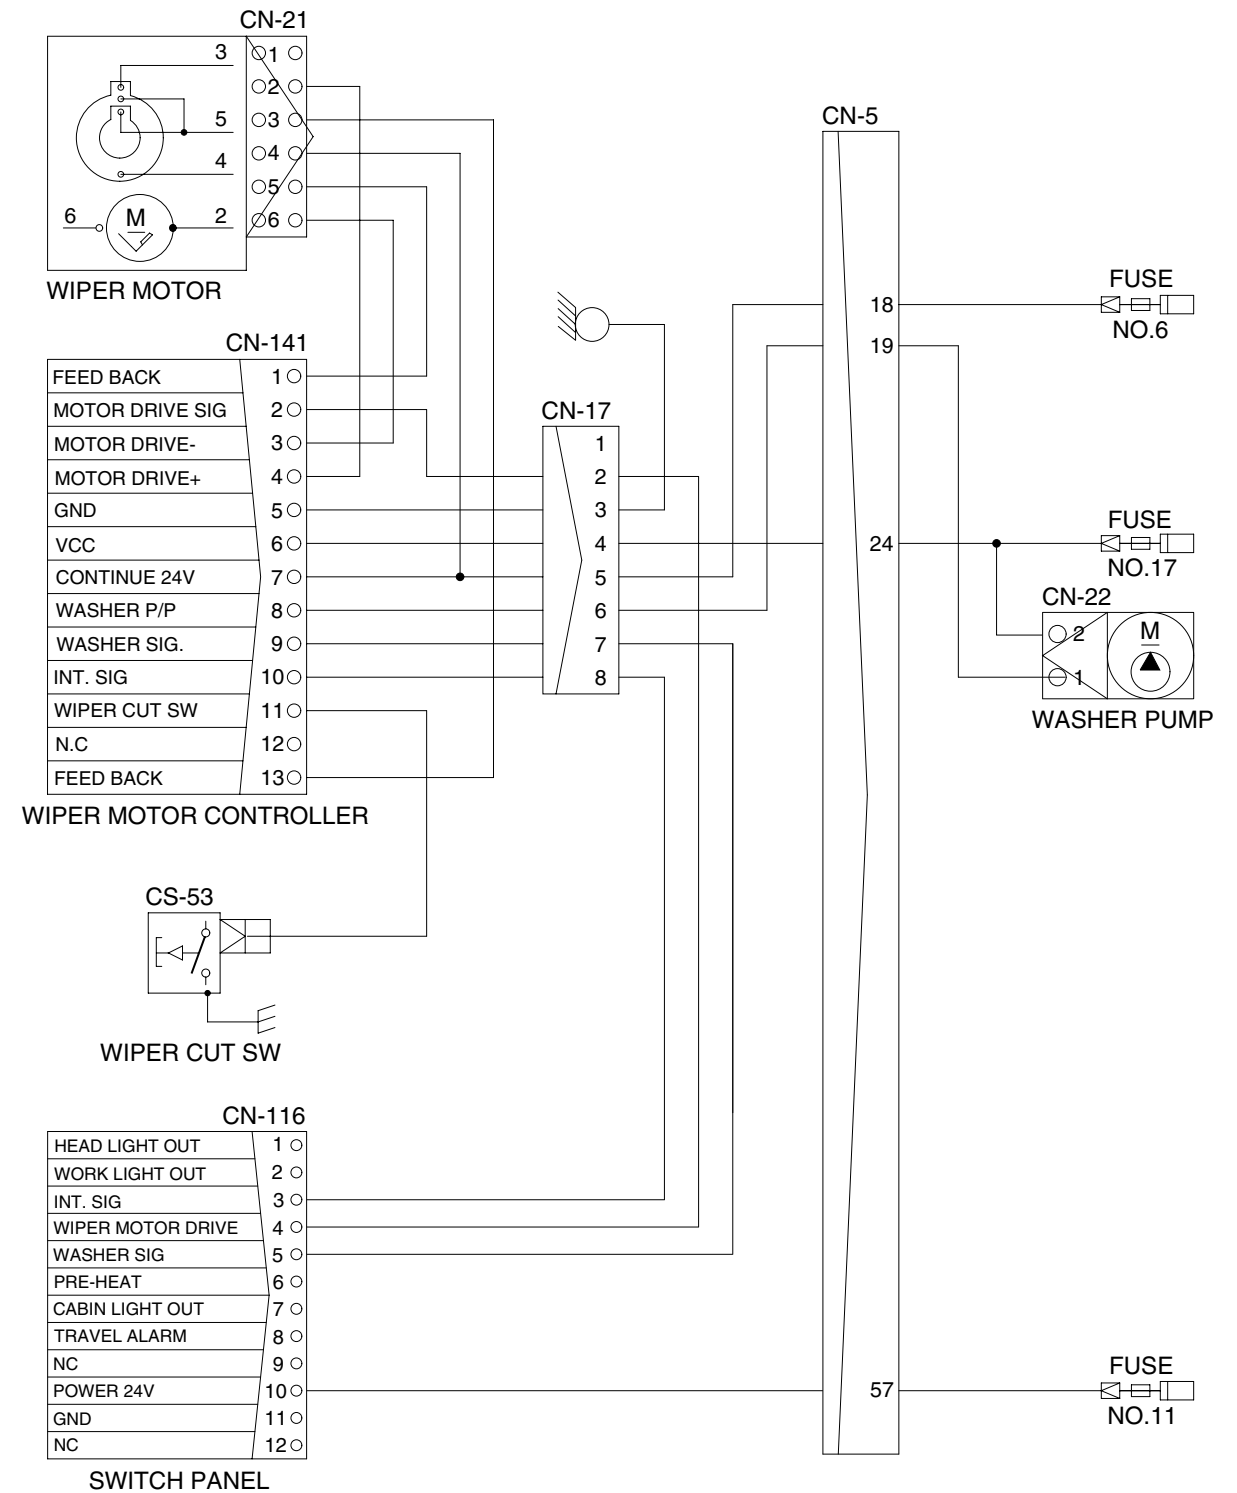 CN-21
3
1
2
5
3
4
4
5
6
M
2
6
WIPER MOTOR
CN-141
FEED BACK 1
MOTOR DRIVE SIG 2
MOTOR DRIVE- 3
MOTOR DRIVE+ 4
GND 5
VCC 6
CONTINUE 24V 7
WASHER P/P 8
WASHER SIG. 9
INT. SIG 10
WIPER CUT SW 11
N.C 12
FEED BACK 13
WIPER MOTOR CONTROLLER
CN-17
1
2
3
4
5
6
7
8
CN-5
18
19
24
57
FUSE
NO.6
FUSE
NO.17
CN-22
2
M
1
WASHER PUMP
CS-53
WIPER CUT SW
CN-116
HEAD LIGHT OUT 1
WORK LIGHT OUT 2
INT. SIG 3
WIPER MOTOR DRIVE 4
WASHER SIG 5
PRE-HEAT 6
CABIN LIGHT OUT 7
TRAVEL ALARM 8
NC 9
POWER 24V 10
GND 11
NC 12
SWITCH PANEL
FUSE
NO.11